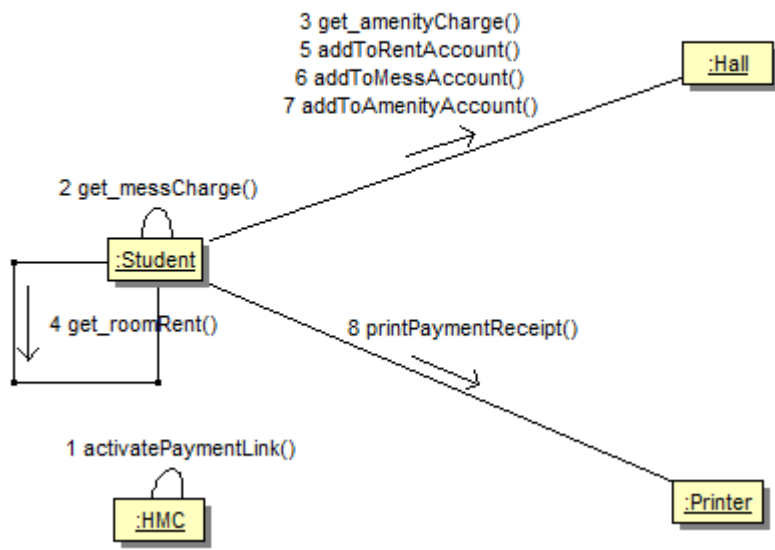 3 get_amenityCharge()
5 addToRentAccount()
6 addToMessAccount()
7 addToAmenityAccount()
:Hall
2 get_messCharge()
:Student
4 get_roomRent()
8 printPaymentReceipt()
1 activatePaymentLink()
:HMC
:Printer